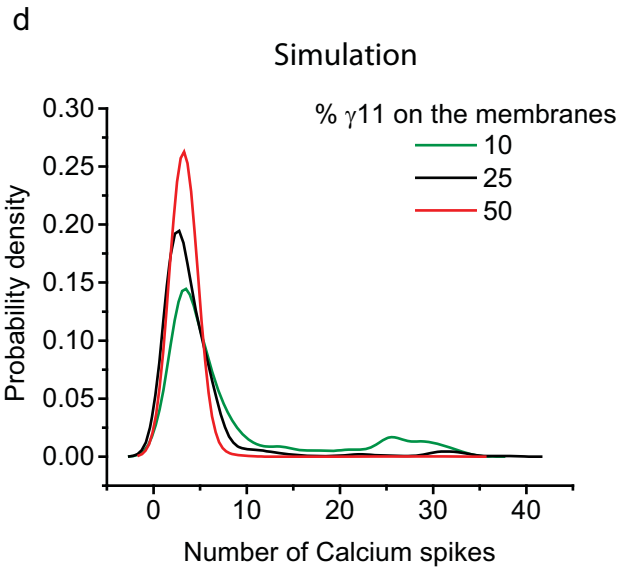 d
Simulation
% γ11 on the membranes
10
25
50
0.30
0.25
0.20
0.15
0.10
0.05
0.00
Probability density
0 10 20 30 40
Number of Calcium spikes